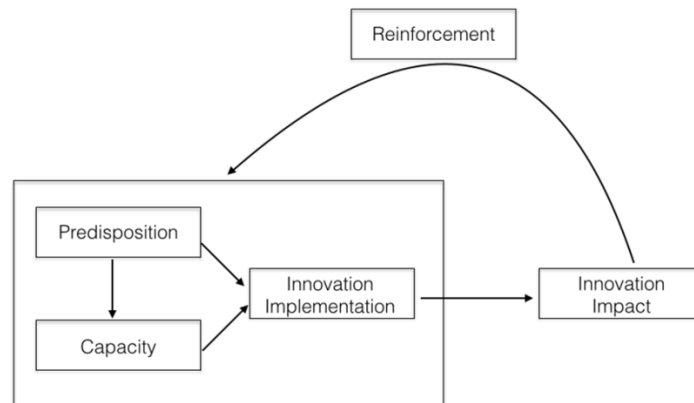 Reinforcement
Predisposition
Innovation
Implementation
Innovation
Impact
Capacity